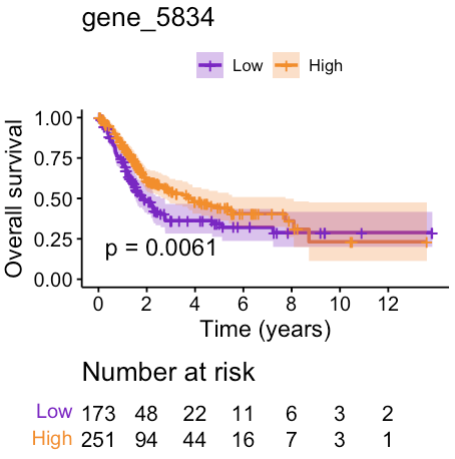 gene_5834
Low High
1.00
0.75
0.50
0.25
0.00
Overall survival
p = 0.0061
0 2 4 6 8 10 12
Time (years)
Number at risk
Low 173 48 22 11 6 3 2
High 251 94 44 16 7 3 1